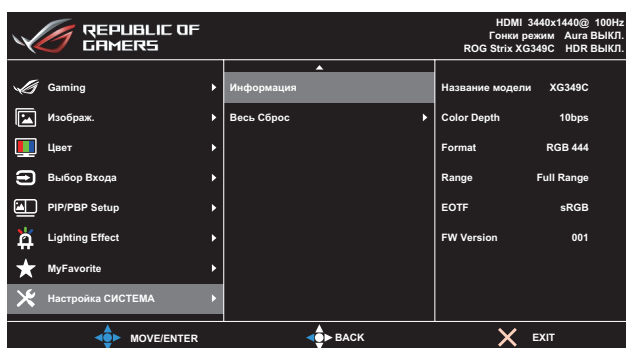 REPUBLIC OF
GAMERS
HDMI 3440x1440@ 100Hz
Гонки режим Aura ВЫКЛ.
ROG Strix XG349C HDR ВЫКЛ.
Gaming
Изображ.
Цвет
Выбор Входа
PIP/PBP Setup
Lighting Effect
MyFavorite
Настройка СИСТЕМА
Информация
Весь Сброс
Название модели XG349C
Color Depth 10bps
Format RGB 444
Range Full Range
EOTF sRGB
FW Version 001
MOVE/ENTER
BACK
EXIT